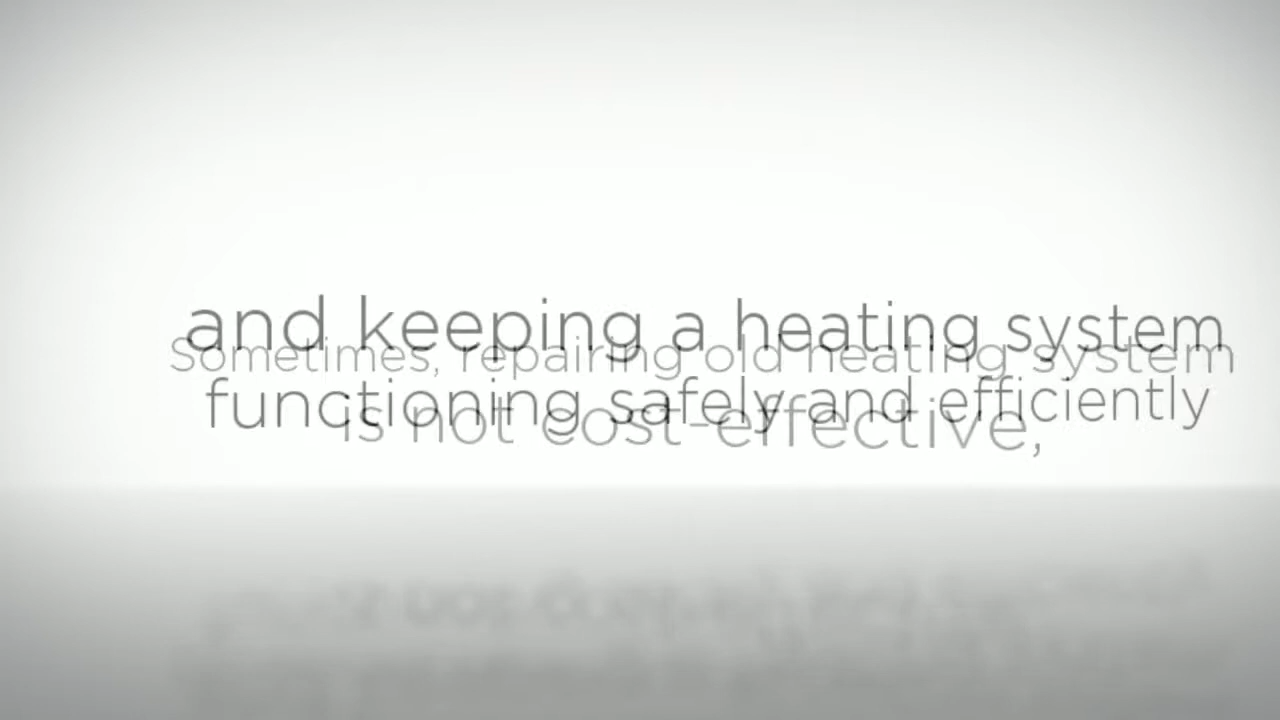 and keeping a heating system
Sometimes, repairing old heating system
functioning safely and efficiently
is not cost-effective,